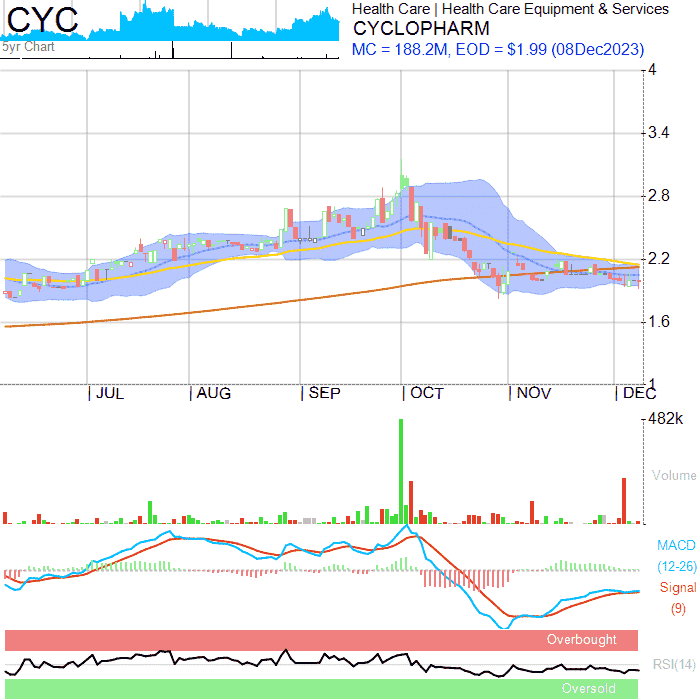 CYC
5yr Chart
Health Care | Health Care Equipment & Services
CYCLOPHARM
MC = 188.2M, EOD = $1.99 (08Dec2023)
4
3.4
2.8
2.2
1.6
1
JUL AUG SEP OCT NOV DEC
482k
Volume
MACD
(12-26)
Signal
(9)
Overbought
RSI(14)
Oversold